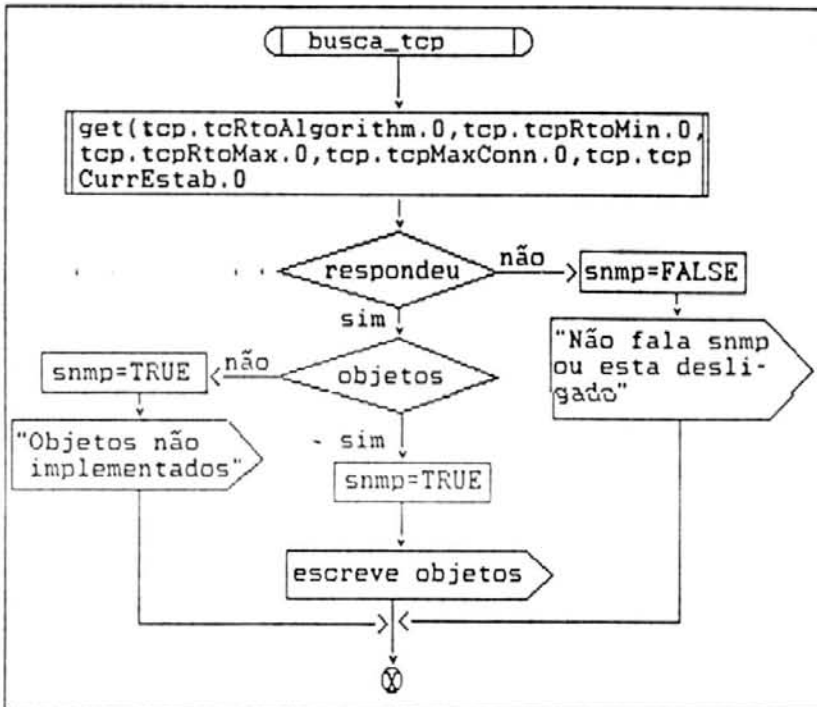 busca_tcp
get(tcp.tcRtoAlgorithm.0,tcp.tcpRtoMin.0,
tcp.tcpRtoMax.0,tcp.tcpMaxConn.0,tcp.tcp
CurrEstab.0
respondeu
não
snmp=FALSE
sim
"Não fala snmp
ou esta desli-
gado"
objetos
não
snmp=TRUE
"Objetos não
implementados"
sim
snmp=TRUE
escreve objetos
X